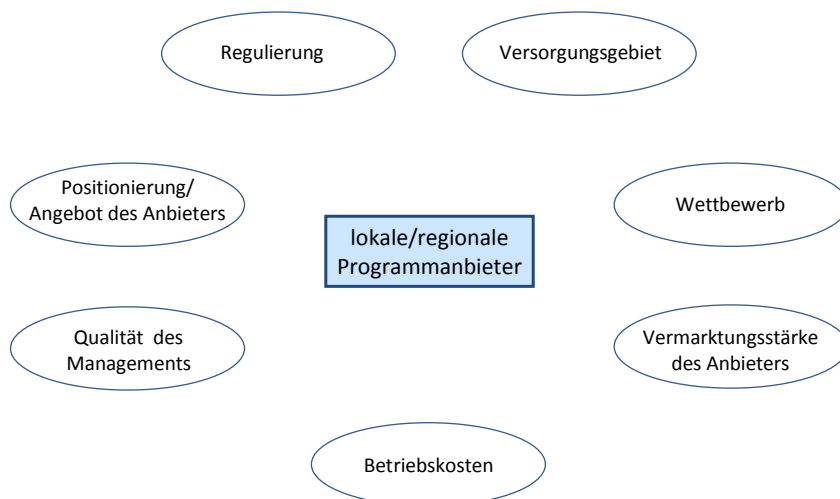 Regulierung
Versorgungsgebiet
Positionierung/
Angebot des Anbieters
Wettbewerb
lokale/regionale
Programmanbieter
Qualität des
Managements
Vermarktungsstärke
des Anbieters
Betriebskosten